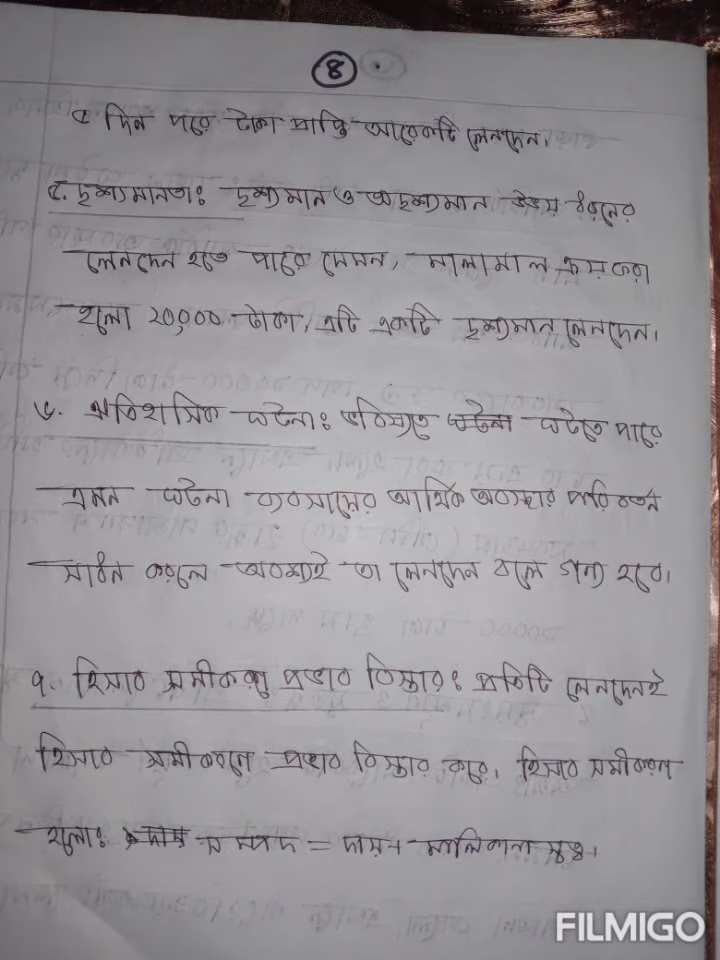 ৪
৫ দিন পরে টাকা প্রাপ্তি আরেকটি লেনদেন।
৫. দৃশ্যমানতাঃ দৃশ্যমান ও অদৃশ্যমান উভয় ধরনের
লেনদেন হতে পারে যেমন, মালামাল ক্রয় করা
হলো ২০,০০০ টাকা, এটি একটি দৃশ্যমান লেনদেন।
৬. ঐতিহাসিক ঘটনাঃ ভবিষ্যতে ঘটনা ঘটতে পারে
এমন ঘটনা ব্যবসায়ের আর্থিক অবস্থার পরিবর্তন
সাধন করলে অবশ্যই তা লেনদেন বলে গন্য হবে।
৭. হিসাব সমীকরণ প্রভাব বিস্তারঃ প্রতিটি লেনদেনই
হিসাব সমীকরণে প্রভাব বিস্তার করে। হিসাব সমীকরণ
হলোঃ সম্পদ = দায় + মালিকানা স্বত্ব।
FILMIGO